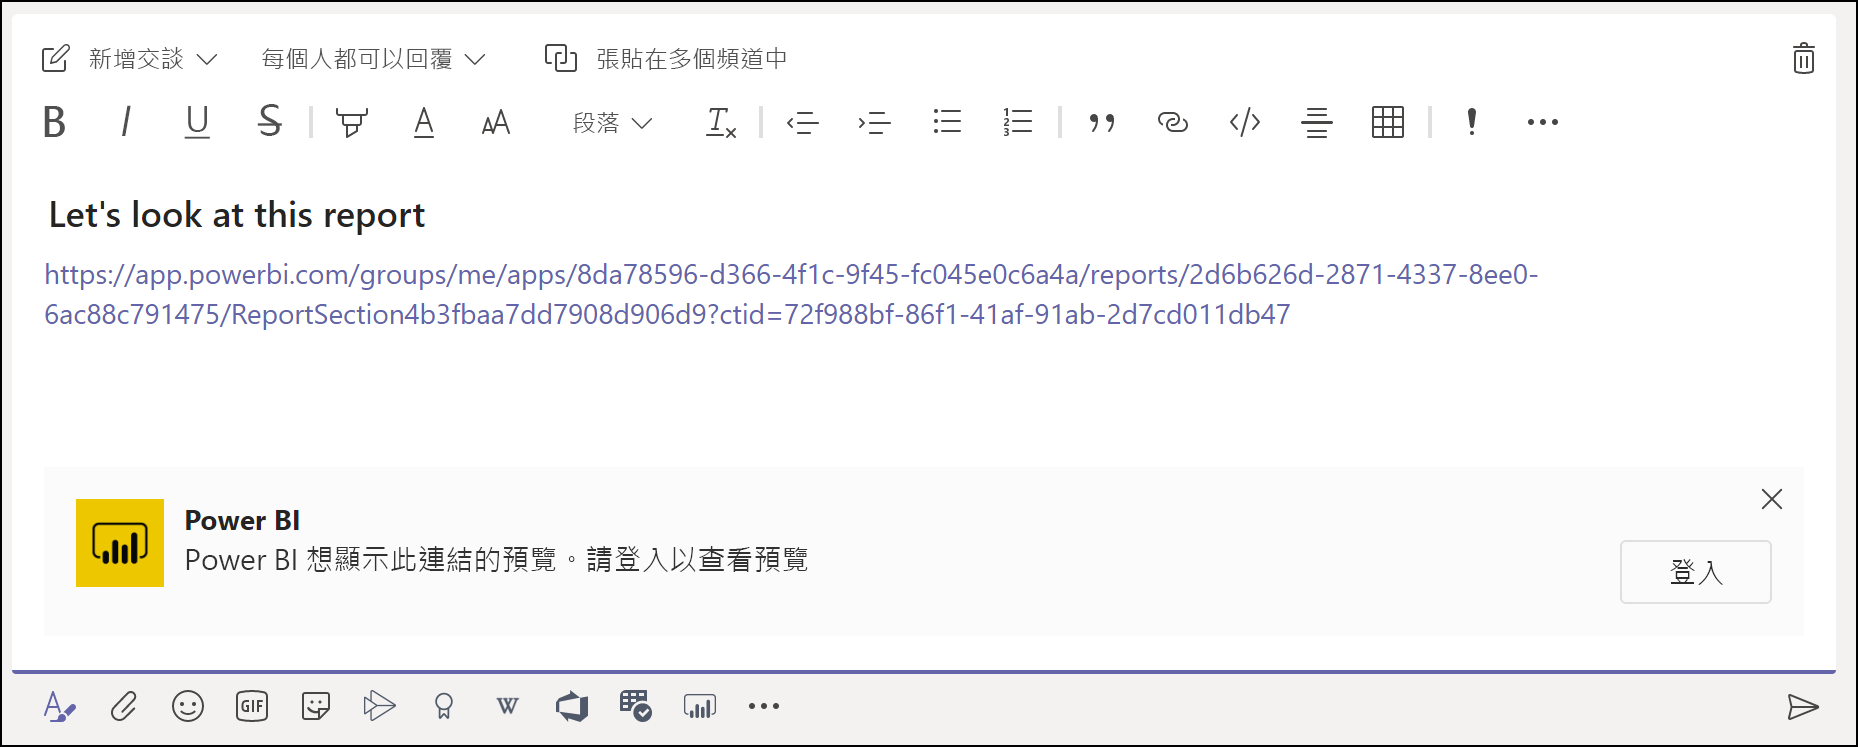 新增交談 每個人都可以回覆 張貼在多個頻道中
B I U S A AA 段落 Tx
Let's look at this report
https://app.powerbi.com/groups/me/apps/8da78596-d366-4f1c-9f45-fc045e0c6a4a/reports/2d6b626d-2871-4337-8ee0-
6ac88c791475/ReportSection4b3fbaa7dd7908d906d9?ctid=72f988bf-86f1-41af-91ab-2d7cd011db47
Power BI
Power BI 想顯示此連結的預覽。請登入以查看預覽
登入
GIF W